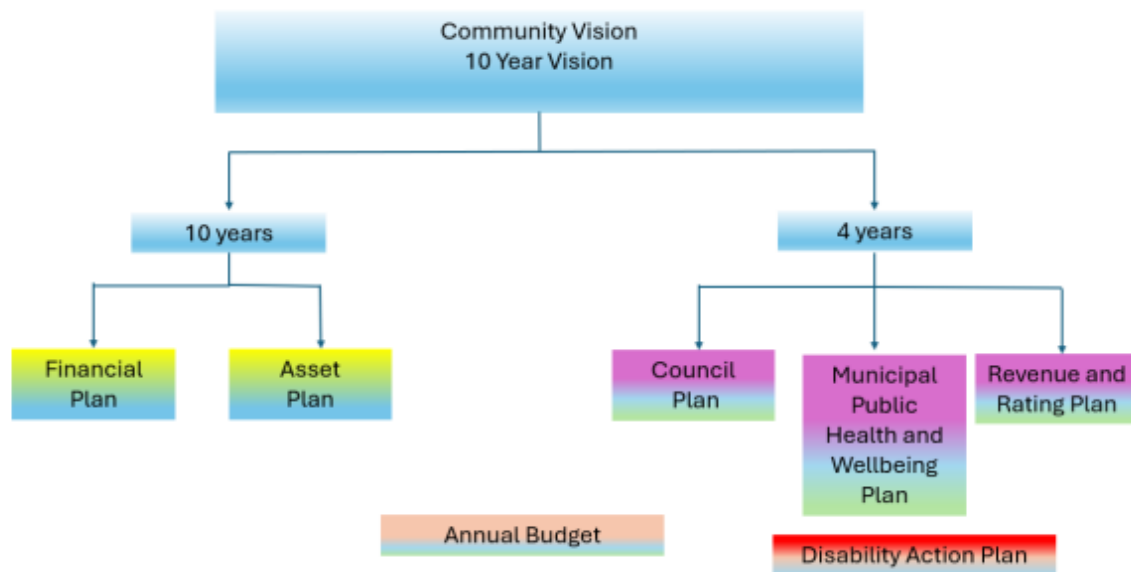 Community Vision
10 Year Vision
10 years
4 years
Financial
Plan
Asset
Plan
Council
Plan
Municipal
Public
Health and
Wellbeing
Plan
Revenue and
Rating Plan
Annual Budget
Disability Action Plan